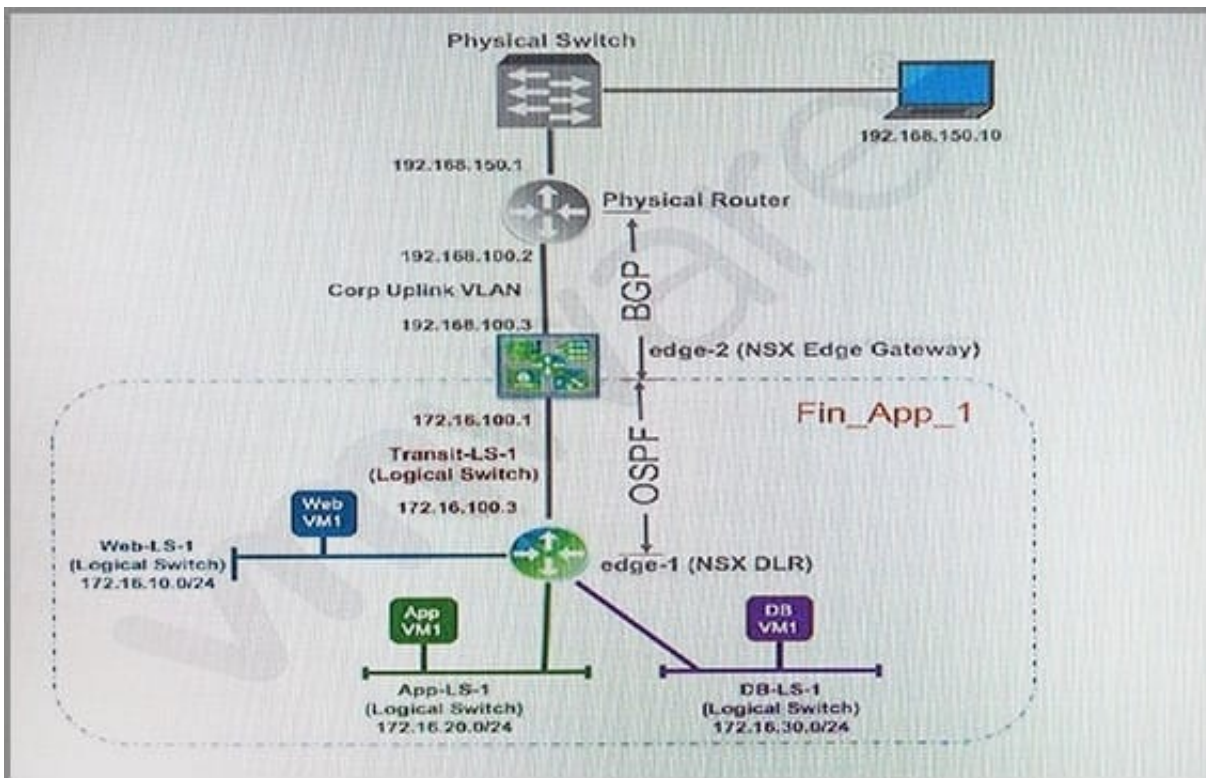 Physical Switch
192.168.150.10
192.168.150.1
Physical Router
192.168.100.2
BGP
Corp Uplink VLAN
192.168.100.3
edge-2 (NSX Edge Gateway)
Fin_App_1
172.16.100.1
OSPF
Transit-LS-1
(Logical Switch)
172.16.100.3
Web
VM1
Web-LS-1
(Logical Switch)
172.16.10.0/24
edge-1 (NSX DLR)
App
VM1
DB
VM1
App-LS-1
(Logical Switch)
172.16.20.0/24
DB-LS-1
(Logical Switch)
172.16.30.0/24
vmware®